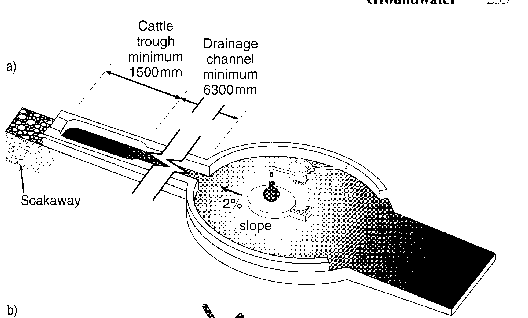 Groundwater
a)
Cattle
trough
minimum
1500mm
Drainage
channel
minimum
6300mm
Soakaway
2%
slope
b)